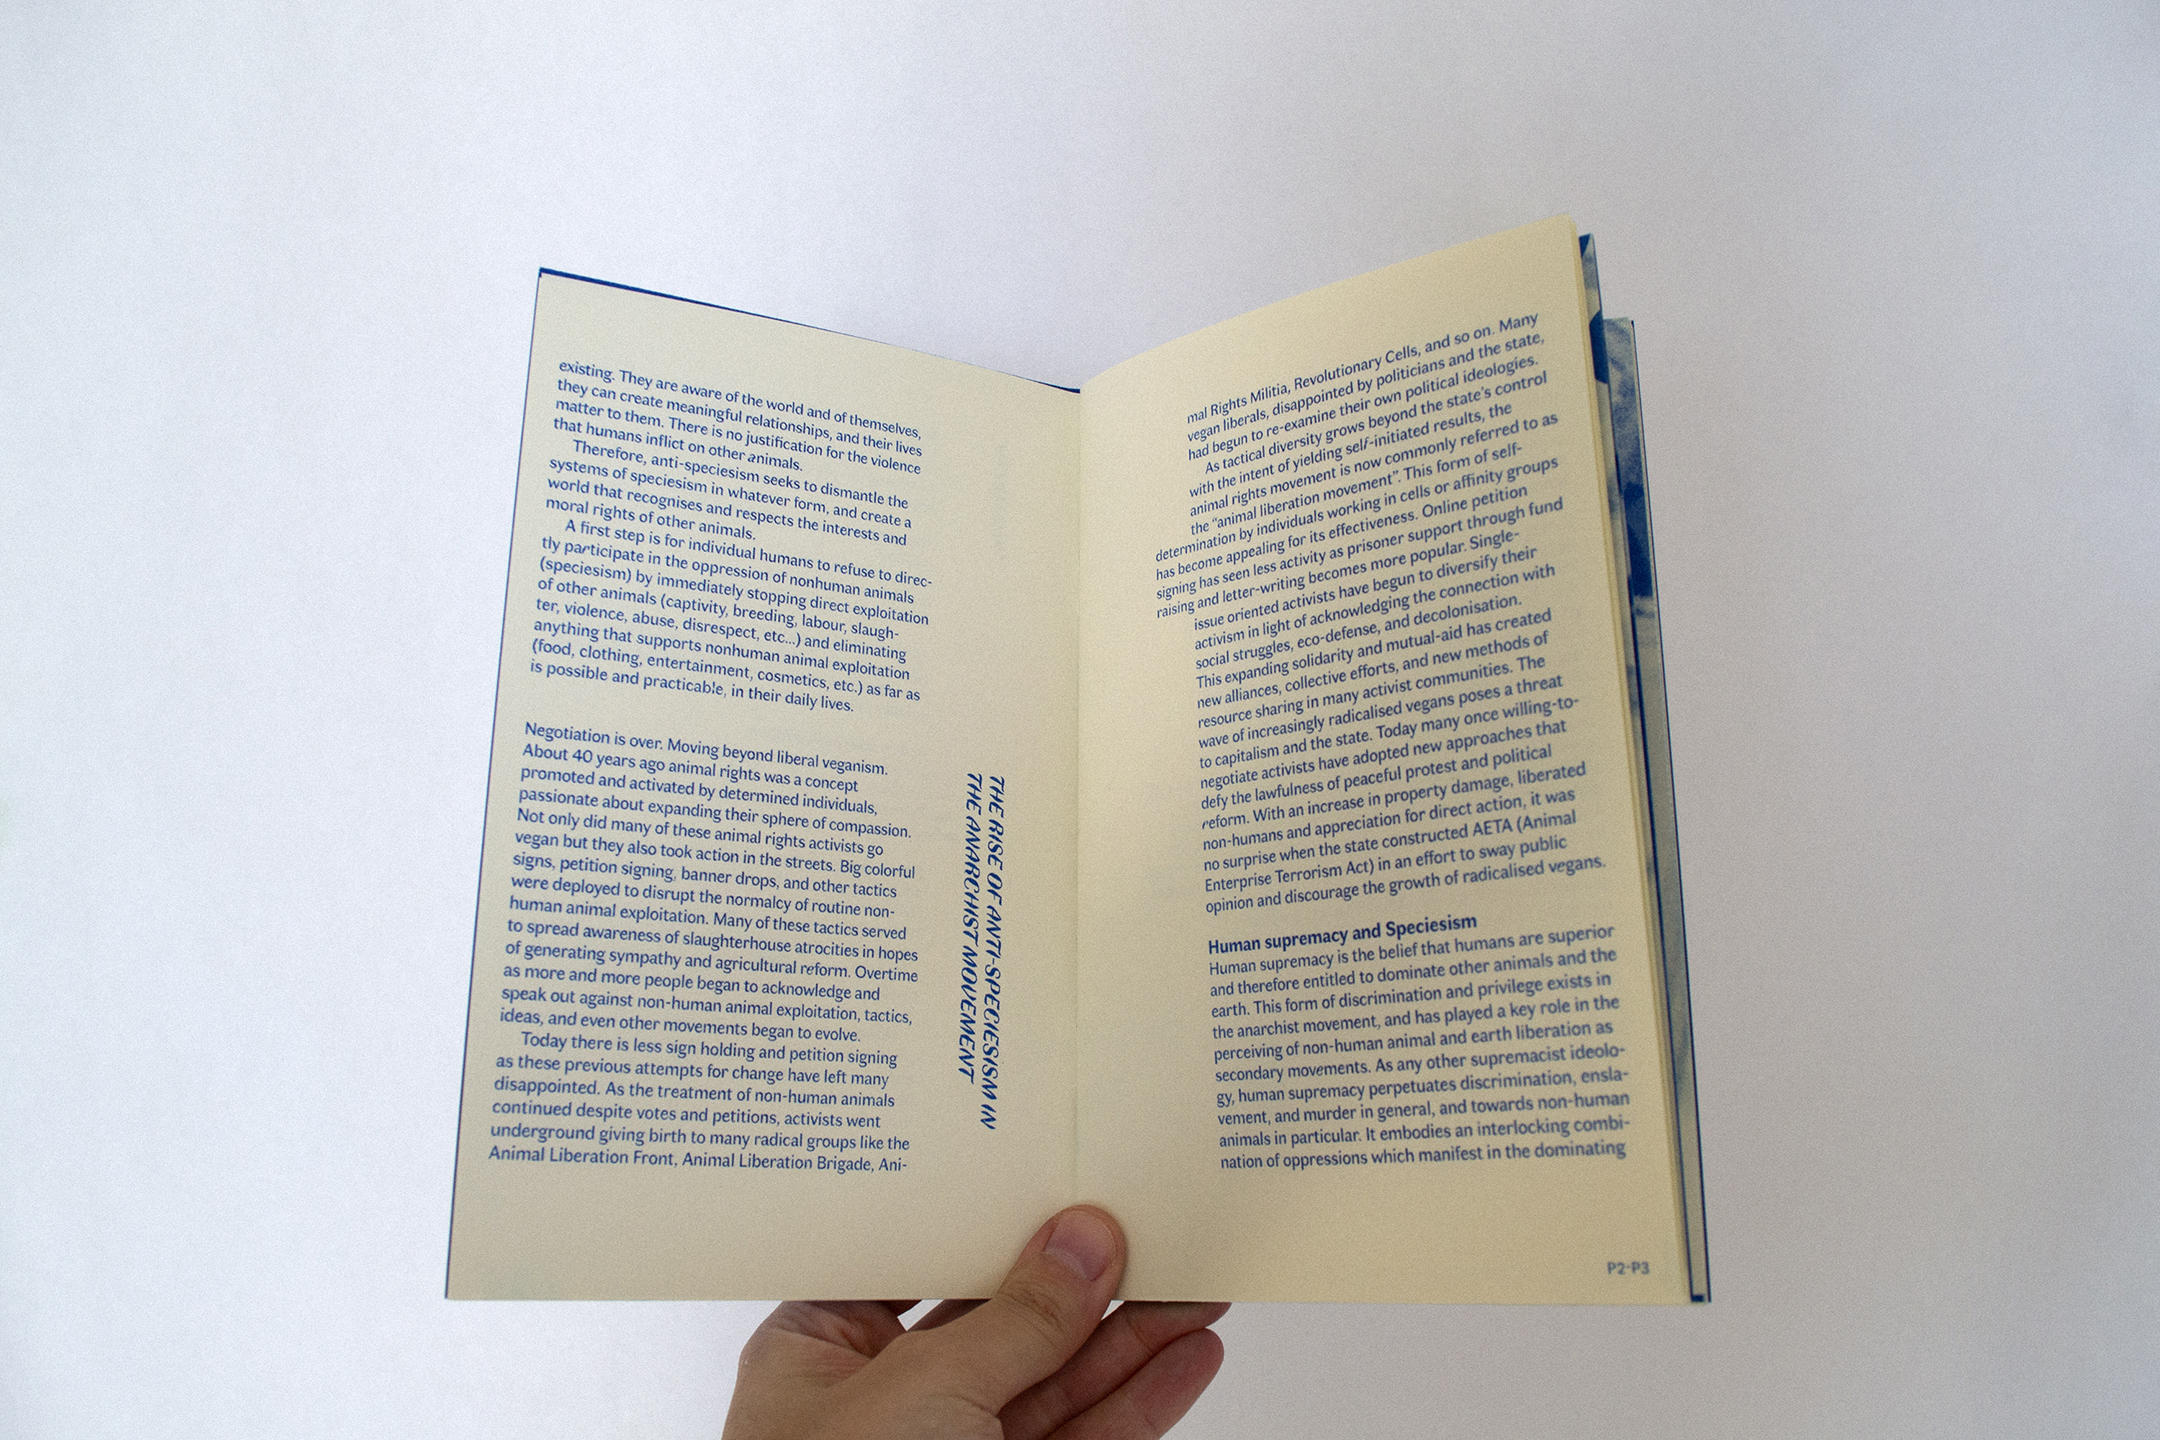 existing. They are aware of the world and of themselves,
they can create meaningful relationships, and their lives
matter to them. There is no justification for the violence
that humans inflict on other animals.
Therefore, anti-speciesism seeks to dismantle the
systems of speciesism in whatever form, and create a
world that recognises and respects the interests and
moral rights of other animals.
A first step is for individual humans to refuse to direc-
tly participate in the oppression of nonhuman animals
(speciesism) by immediately stopping direct exploitation
of other animals (captivity, breeding, labour, slaugh-
ter, violence, abuse, disrespect, etc...) and eliminating
anything that supports nonhuman animal exploitation
(food, clothing, entertainment, cosmetics, etc.) as far as
is possible and practicable, in their daily lives.
Negotiation is over. Moving beyond liberal veganism.
About 40 years ago animal rights was a concept
promoted and activated by determined individuals,
passionate about expanding their sphere of compassion.
Not only did many of these animal rights activists go
vegan but they also took action in the streets. Big colorful
signs, petition signing, banner drops, and other tactics
were deployed to disrupt the normalcy of routine non-
human animal exploitation. Many of these tactics served
to spread awareness of slaughterhouse atrocities in hopes
of generating sympathy and agricultural reform. Overtime
as more and more people began to acknowledge and
speak out against non-human animal exploitation, tactics,
ideas, and even other movements began to evolve.
Today there is less sign holding and petition signing
as these previous attempts for change have left many
disappointed. As the treatment of non-human animals
continued despite votes and petitions, activists went
underground giving birth to many radical groups like the
Animal Liberation Front, Animal Liberation Brigade, Ani-
THE RISE OF ANTI-SPECIESISM IN
THE ANARCHIST MOVEMENT
mal Rights Militia, Revolutionary Cells, and so on. Many
vegan liberals, disappointed by politicians and the state,
had begun to re-examine their own political ideologies.
As tactical diversity grows beyond the state's control
with the intent of yielding self-initiated results, the
animal rights movement is now commonly referred to as
the "animal liberation movement". This form of self-
determination by individuals working in cells or affinity groups
has become appealing for its effectiveness. Online petition
signing has seen less activity as prisoner support through fund
raising and letter-writing becomes more popular. Single-
issue oriented activists have begun to diversify their
activism in light of acknowledging the connection with
social struggles, eco-defense, and decolonisation.
This expanding solidarity and mutual-aid has created
new alliances, collective efforts, and new methods of
resource sharing in many activist communities. The
wave of increasingly radicalised vegans poses a threat
to capitalism and the state. Today many once willing-to-
negotiate activists have adopted new approaches that
defy the lawfulness of peaceful protest and political
reform. With an increase in property damage, liberated
non-humans and appreciation for direct action, it was
no surprise when the state constructed AETA (Animal
Enterprise Terrorism Act) in an effort to sway public
opinion and discourage the growth of radicalised vegans.
Human supremacy and Speciesism
Human supremacy is the belief that humans are superior
and therefore entitled to dominate other animals and the
earth. This form of discrimination and privilege exists in
the anarchist movement, and has played a key role in the
perceiving of non-human animal and earth liberation as
secondary movements. As any other supremacist ideolo-
gy, human supremacy perpetuates discrimination, ensla-
vement, and murder in general, and towards non-human
animals in particular. It embodies an interlocking combi-
nation of oppressions which manifest in the dominating
P2-P3